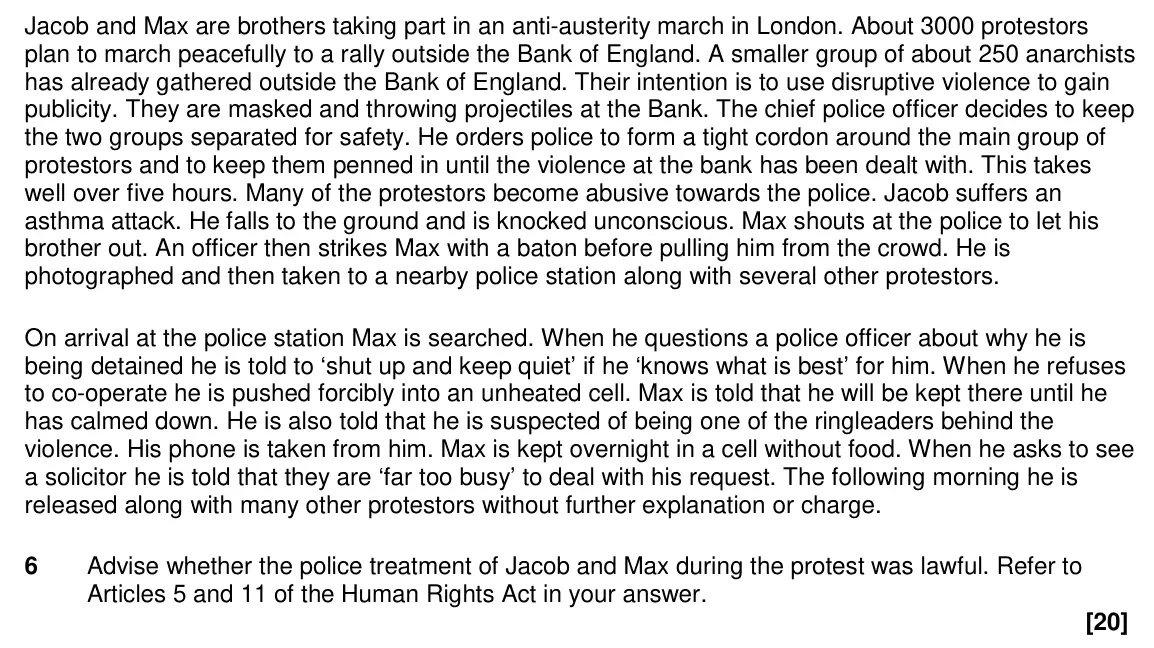 Jacob and Max are brothers taking part in an anti-austerity march in London. About 3000 protestors
plan to march peacefully to a rally outside the Bank of England. A smaller group of about 250 anarchists
has already gathered outside the Bank of England. Their intention is to use disruptive violence to gain
publicity. They are masked and throwing projectiles at the Bank. The chief police officer decides to keep
the two groups separated for safety. He orders police to form a tight cordon around the main group of
protestors and to keep them penned in until the violence at the bank has been dealt with. This takes
well over five hours. Many of the protestors become abusive towards the police. Jacob suffers an
asthma attack. He falls to the ground and is knocked unconscious. Max shouts at the police to let his
brother out. An officer then strikes Max with a baton before pulling him from the crowd. He is
photographed and then taken to a nearby police station along with several other protestors.
On arrival at the police station Max is searched. When he questions a police officer about why he is
being detained he is told to ‘shut up and keep quiet’ if he ‘knows what is best’ for him. When he refuses
to co-operate he is pushed forcibly into an unheated cell. Max is told that he will be kept there until he
has calmed down. He is also told that he is suspected of being one of the ringleaders behind the
violence. His phone is taken from him. Max is kept overnight in a cell without food. When he asks to see
a solicitor he is told that they are ‘far too busy’ to deal with his request. The following morning he is
released along with many other protestors without further explanation or charge.
6 Advise whether the police treatment of Jacob and Max during the protest was lawful. Refer to
Articles 5 and 11 of the Human Rights Act in your answer.
[20]